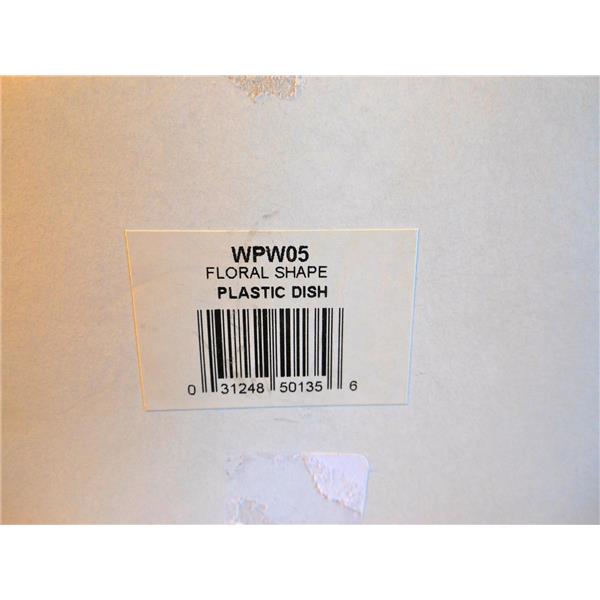 WPW05
FLORAL SHAPE
PLASTIC DISH
0 31248 50135 6